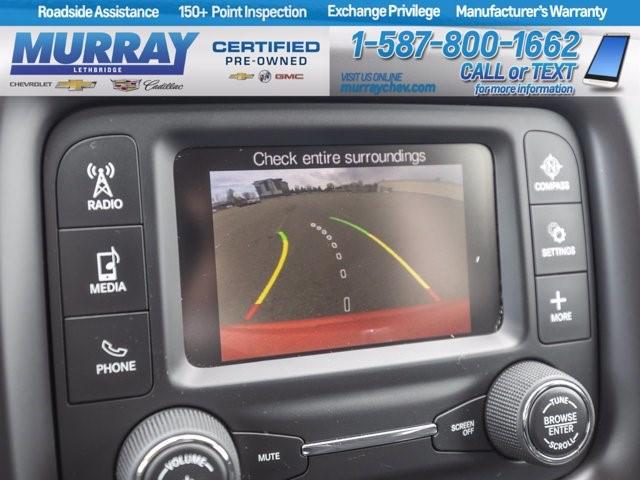 Roadside Assistance 150+ Point Inspection Exchange Privilege Manufacturer's Warranty
MURRAY
LETHBRIDGE
CHEVROLET
Cadillac
CERTIFIED
PRE-OWNED
GMC
1-587-800-1662
VISIT US ONLINE
murraychev.com
CALL or TEXT
for more information
Check entire surroundings
RADIO
MEDIA
PHONE
COMPASS
SETTINGS
MORE
VOLUME
MUTE
SCREEN
OFF
TUNE
BROWSE
ENTER
SCROLL